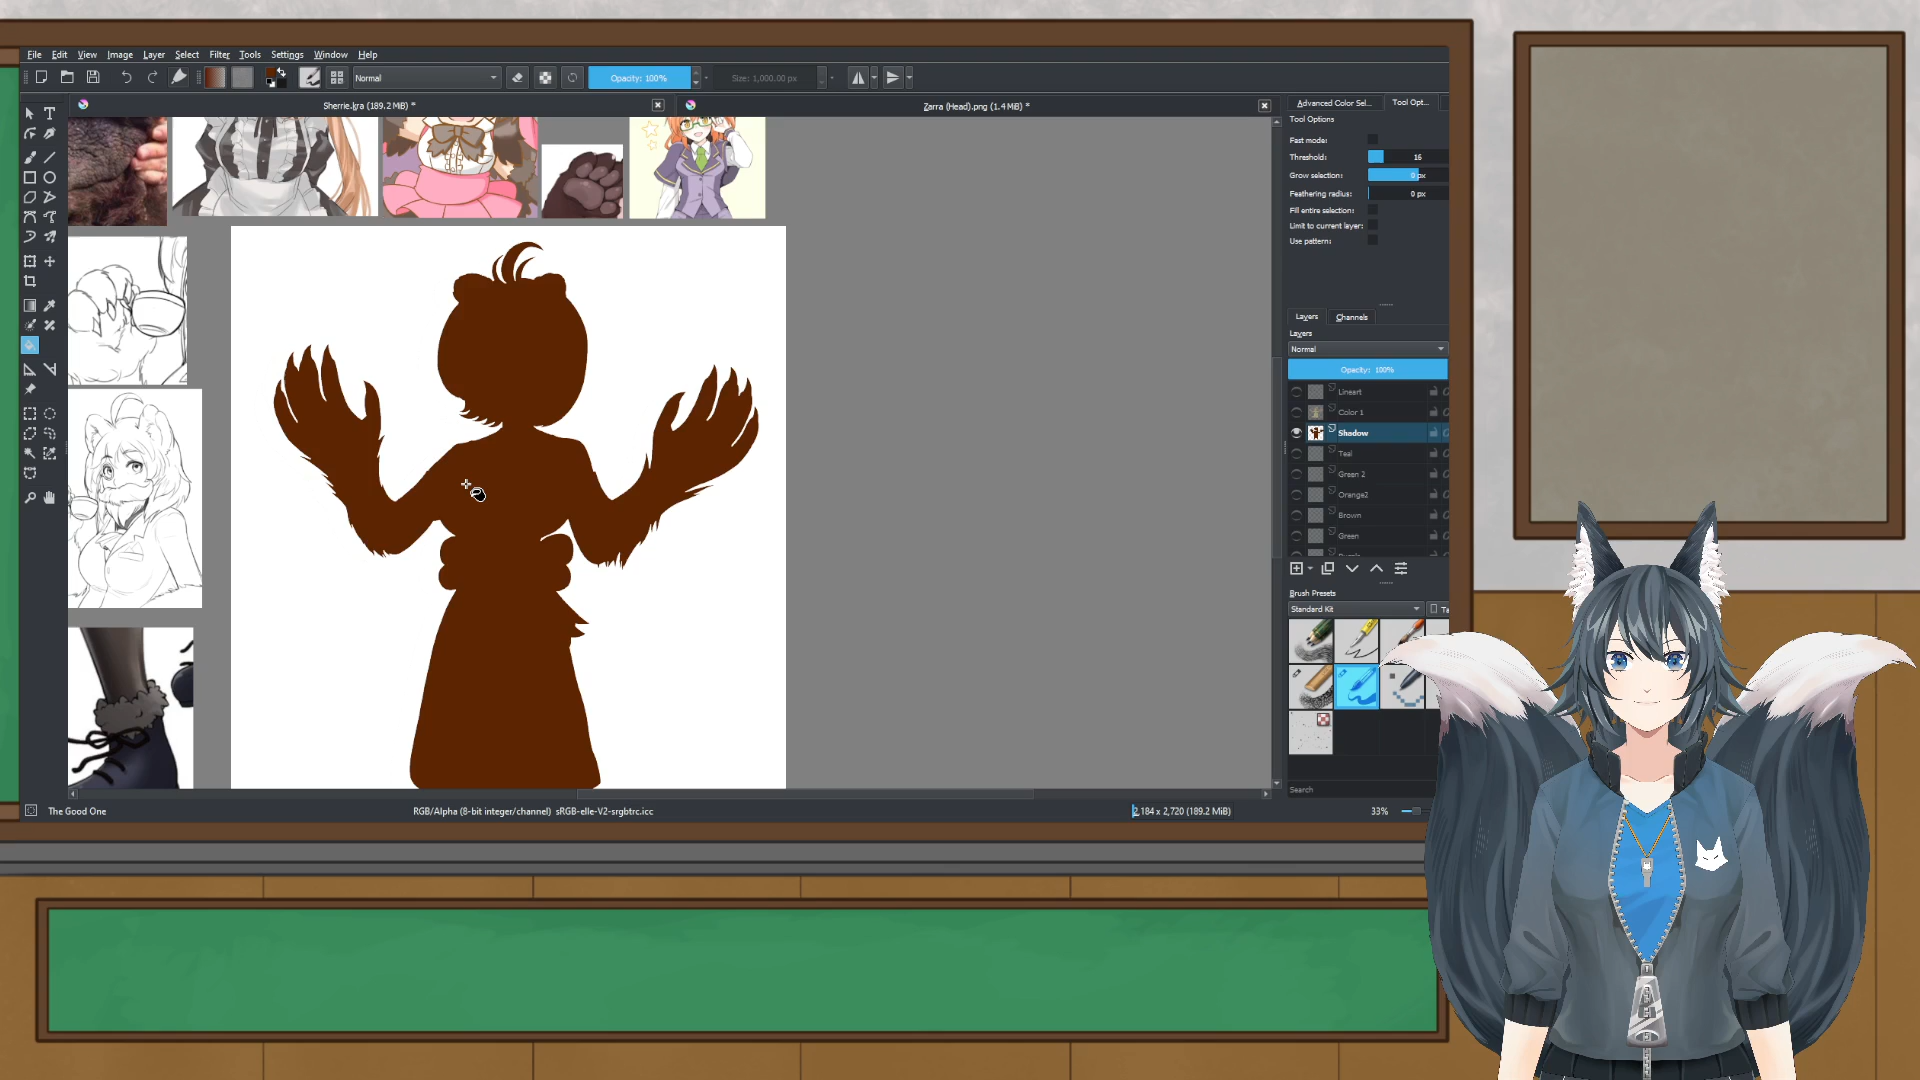 File Edit View Image Layer Select Filter Tools Settings Window Help
Normal
Opacity: 100%
Size: 1,000.00 px
Sherrie.kra (189.2 MiB) *
Zarra (Head).png (1.4 MiB) *
Advanced Color Sel...
Tool Opt...
Tool Options
Fast mode:
Threshold: 16
Grow selection: 0 px
Feathering radius: 0 px
Fill entire selection:
Limit to current layer:
Use pattern:
Layers Channels
Layers
Normal
Opacity: 100%
Lineart
Color 1
Shadow
Teal
Green 2
Orange2
Brown
Green
Brush Presets
Standard Kit
Ta
Search
The Good One
RGB/Alpha (8-bit integer/channel) sRGB-elle-V2-srgbtrc.icc
2,184 x 2,720 (189.2 MiB)
33%